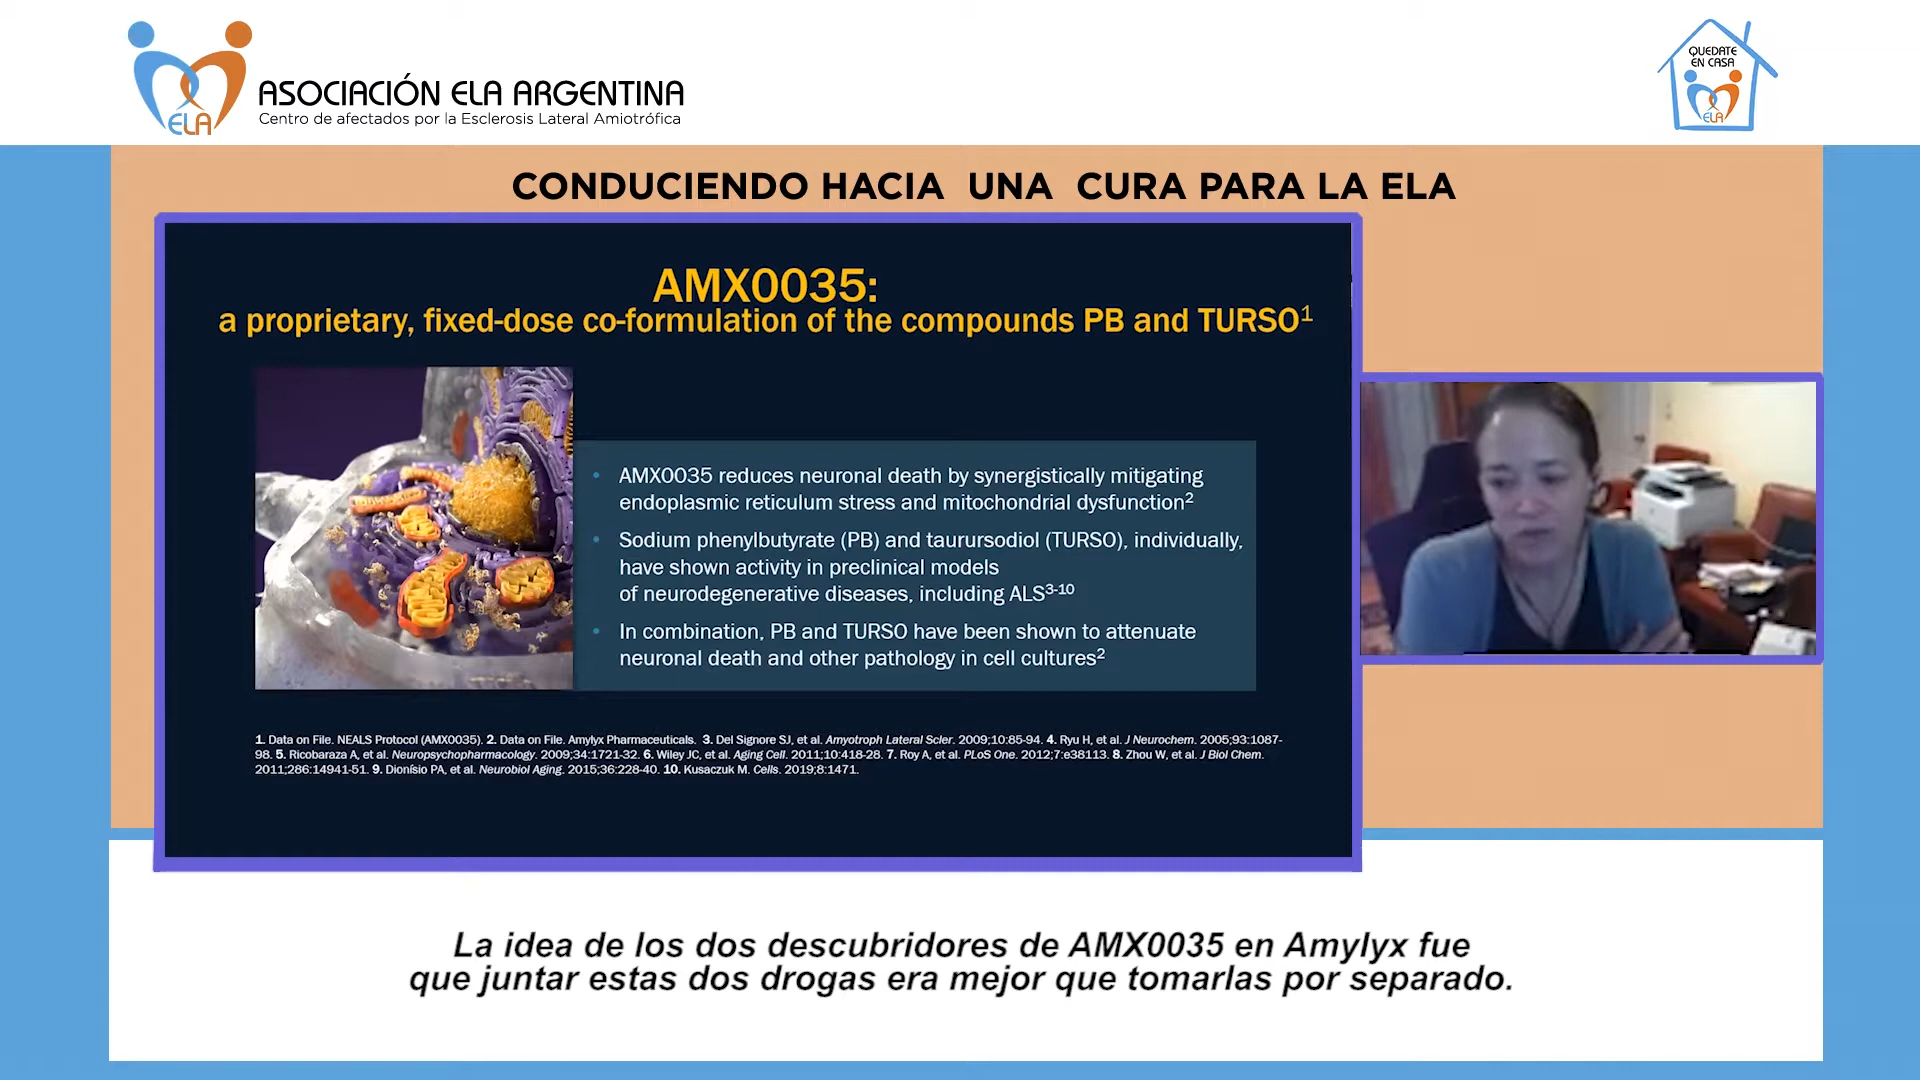 ASOCIACIÓN ELA ARGENTINA
Centro de afectados por la Esclerosis Lateral Amiotrófica
ELA
QUEDATE
EN CASA
ELA
CONDUCIENDO HACIA UNA CURA PARA LA ELA
AMX0035:
a proprietary, fixed-dose co-formulation of the compounds PB and TURSO1
• AMX0035 reduces neuronal death by synergistically mitigating
endoplasmic reticulum stress and mitochondrial dysfunction2
• Sodium phenylbutyrate (PB) and taurursodiol (TURSO), individually,
have shown activity in preclinical models
of neurodegenerative diseases, including ALS3-10
• In combination, PB and TURSO have been shown to attenuate
neuronal death and other pathology in cell cultures2
1. Data on File. NEALS Protocol (AMX0035). 2. Data on File. Amylyx Pharmaceuticals. 3. Del Signore SJ, et al. Amyotroph Lateral Scler. 2009;10:85-94. 4. Ryu H, et al. J Neurochem. 2005;93:1087-
98. 5. Ricobaraza A, et al. Neuropsychopharmacology. 2009;34:1721-32. 6. Wiley JC, et al. Aging Cell. 2011;10:418-28. 7. Roy A, et al. PLoS One. 2012;7:e38113. 8. Zhou W, et al. J Biol Chem.
2011;286:14941-51. 9. Dionísio PA, et al. Neurobiol Aging. 2015;36:228-40. 10. Kusaczuk M. Cells. 2019;8:1471.
La idea de los dos descubridores de AMX0035 en Amylyx fue
que juntar estas dos drogas era mejor que tomarlas por separado.